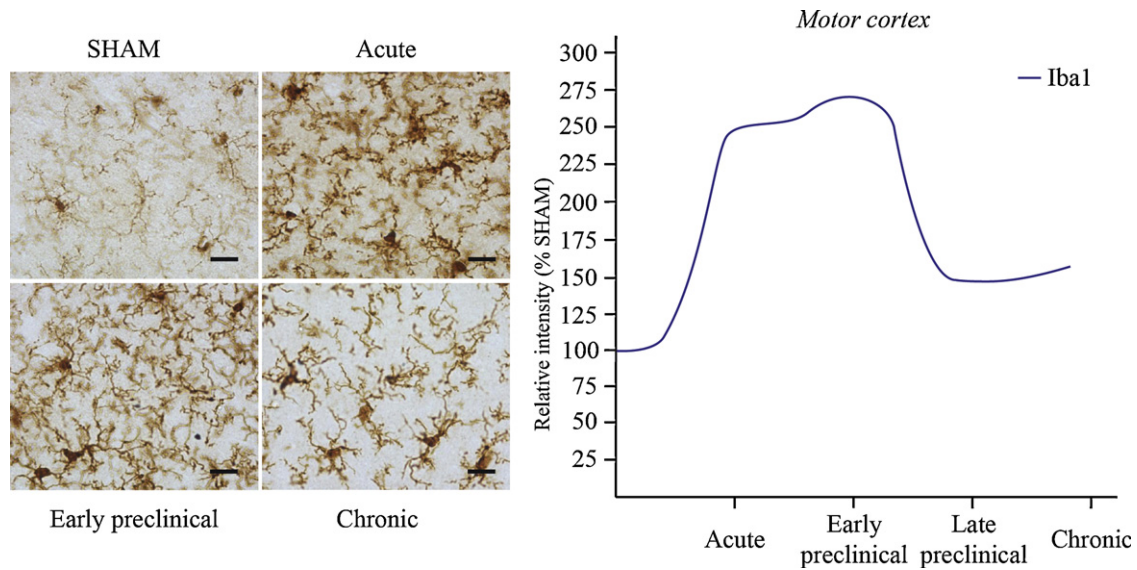 SHAM
Acute
Early preclinical
Chronic
Motor cortex
Iba1
Relative intensity (% SHAM)
300
275
250
225
200
175
150
125
100
75
50
25
Acute
Early
preclinical
Late
preclinical
Chronic